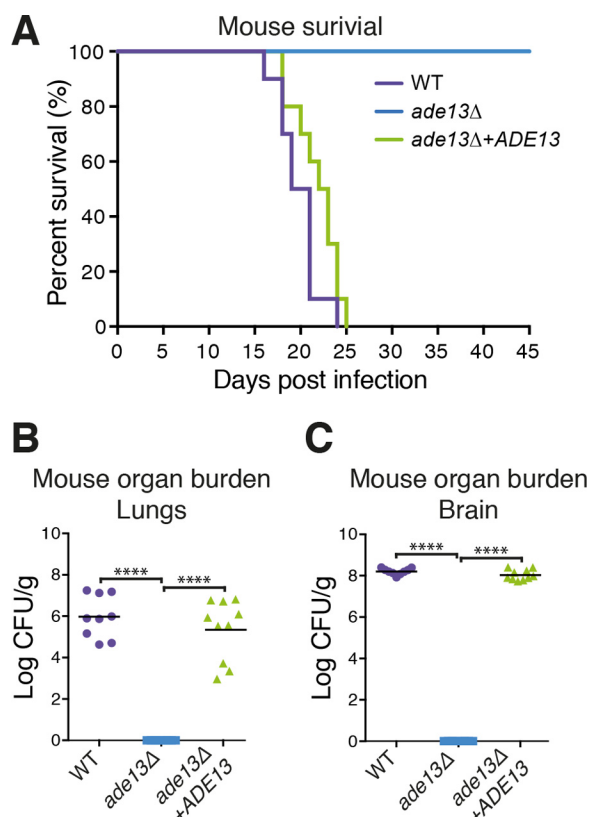 A
Mouse surivial
Percent survival (%)
100
80
60
40
20
0
WT
ade13Δ
ade13Δ+ADE13
0 5 10 15 20 25 30 35 40 45
Days post infection
B
Mouse organ burden
Lungs
Log CFU/g
10
8
6
4
2
0
**** ****
WT
ade13Δ
ade13Δ
+ADE13
C
Mouse organ burden
Brain
Log CFU/g
10
8
6
4
2
0
**** ****
WT
ade13Δ
ade13Δ
+ADE13